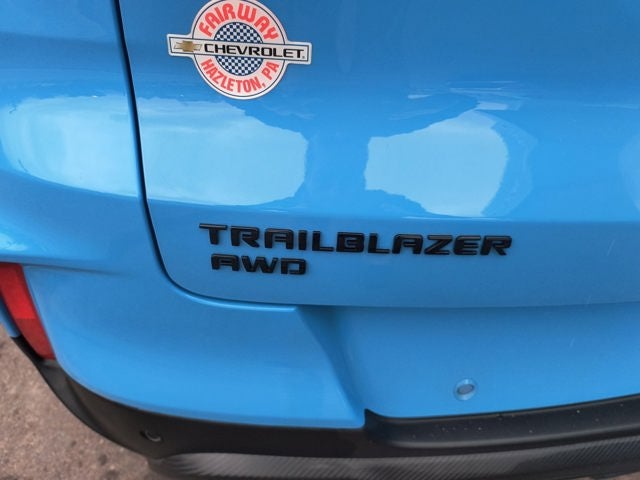 FAIRWAY
CHEVROLET
HAZLETON, PA
TRAILBLAZER
AWD